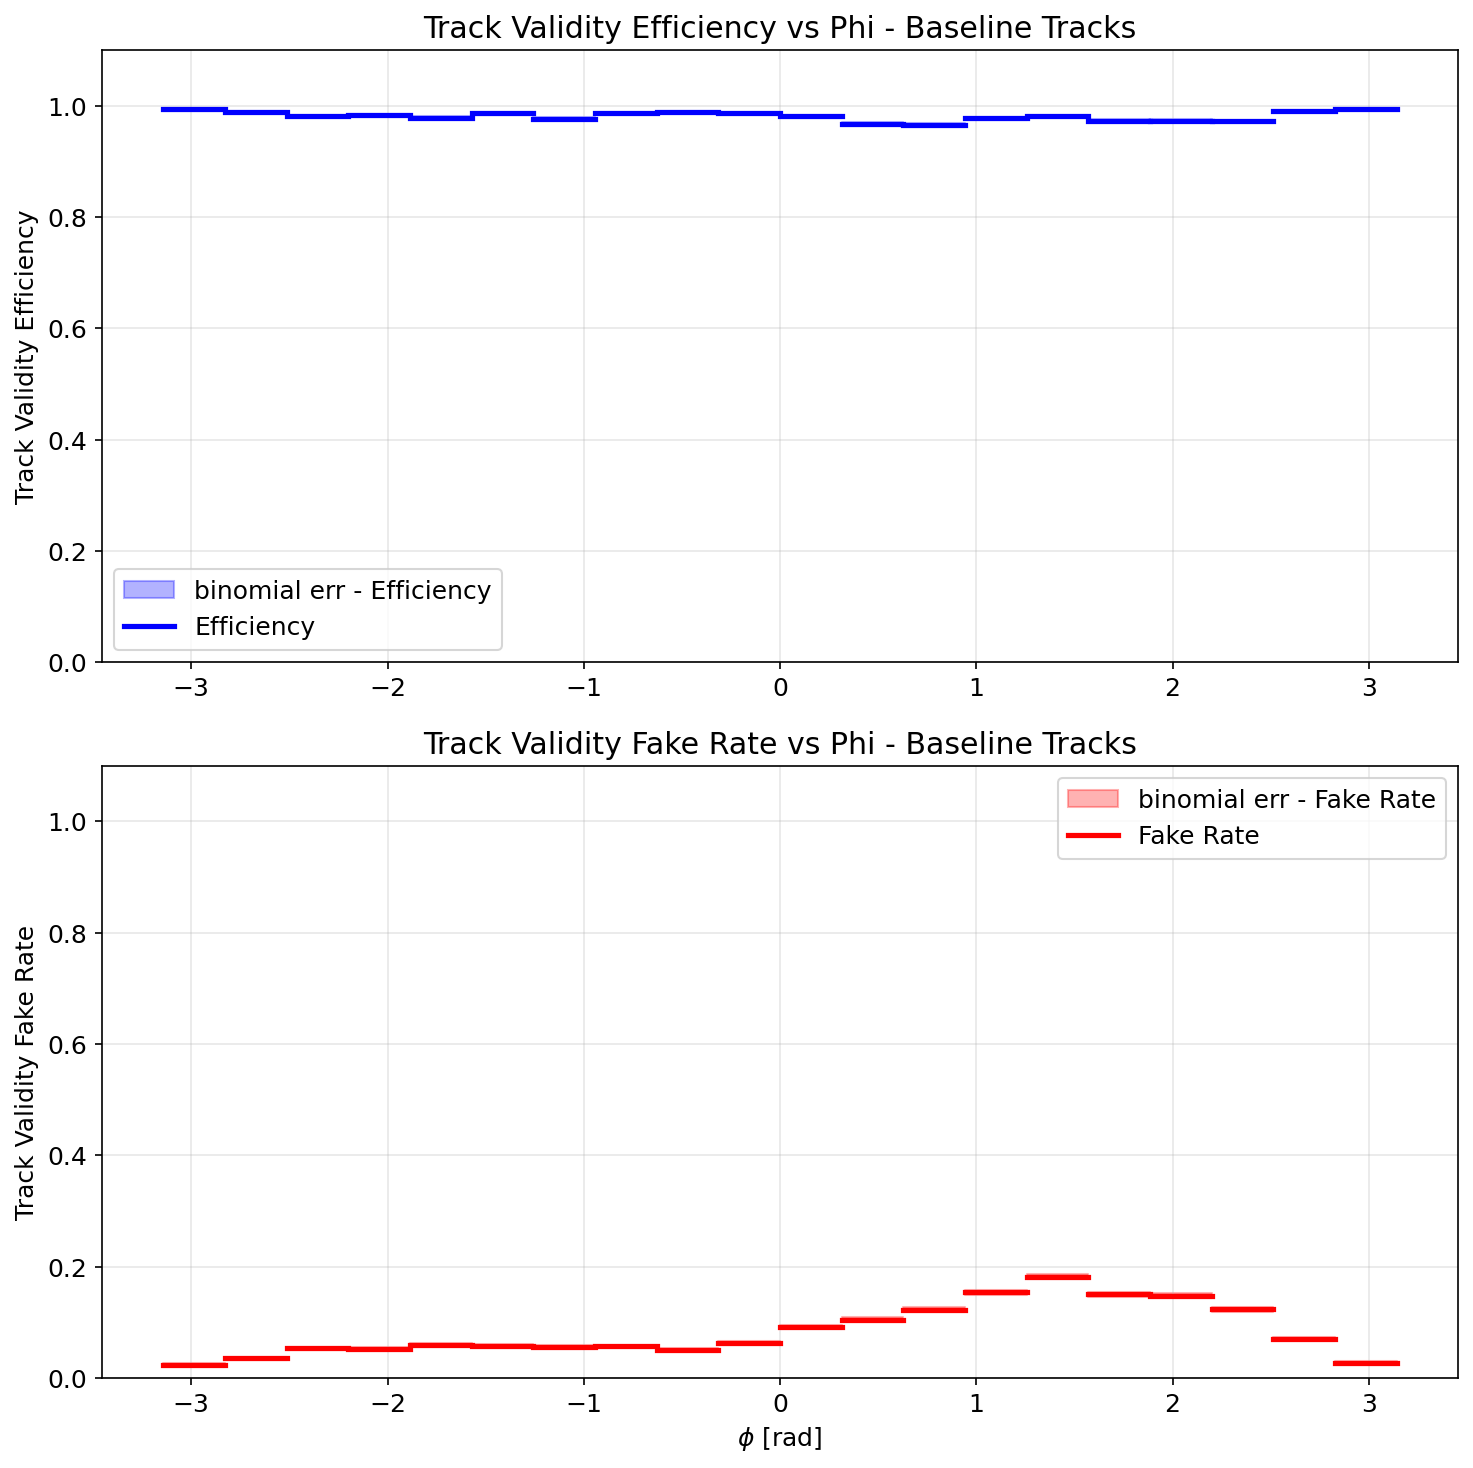 Track Validity Efficiency vs Phi - Baseline Tracks
Track Validity Efficiency
1.0
0.8
0.6
0.4
0.2
0.0
binomial err - Efficiency
Efficiency
−3
−2
−1
0
1
2
3
Track Validity Fake Rate vs Phi - Baseline Tracks
Track Validity Fake Rate
1.0
0.8
0.6
0.4
0.2
0.0
binomial err - Fake Rate
Fake Rate
−3
−2
−1
0
1
2
3
ϕ [rad]